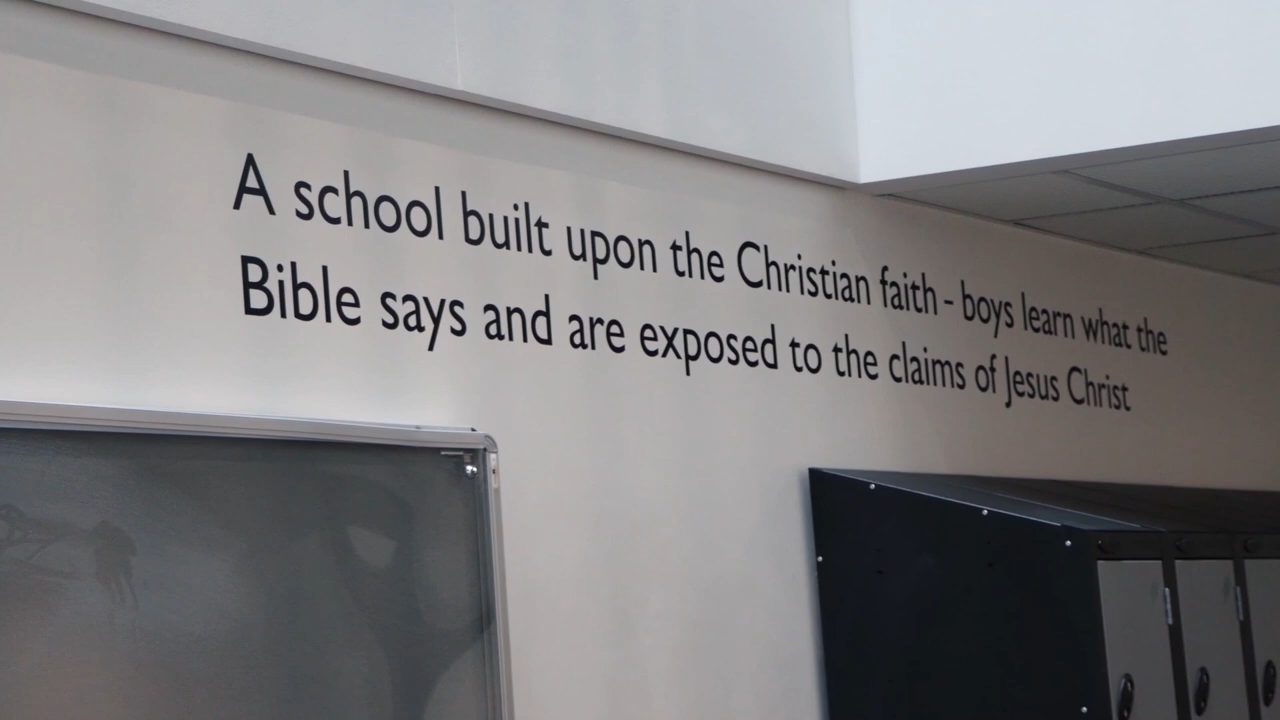 A school built upon the Christian faith - boys learn what the
Bible says and are exposed to the claims of Jesus Christ